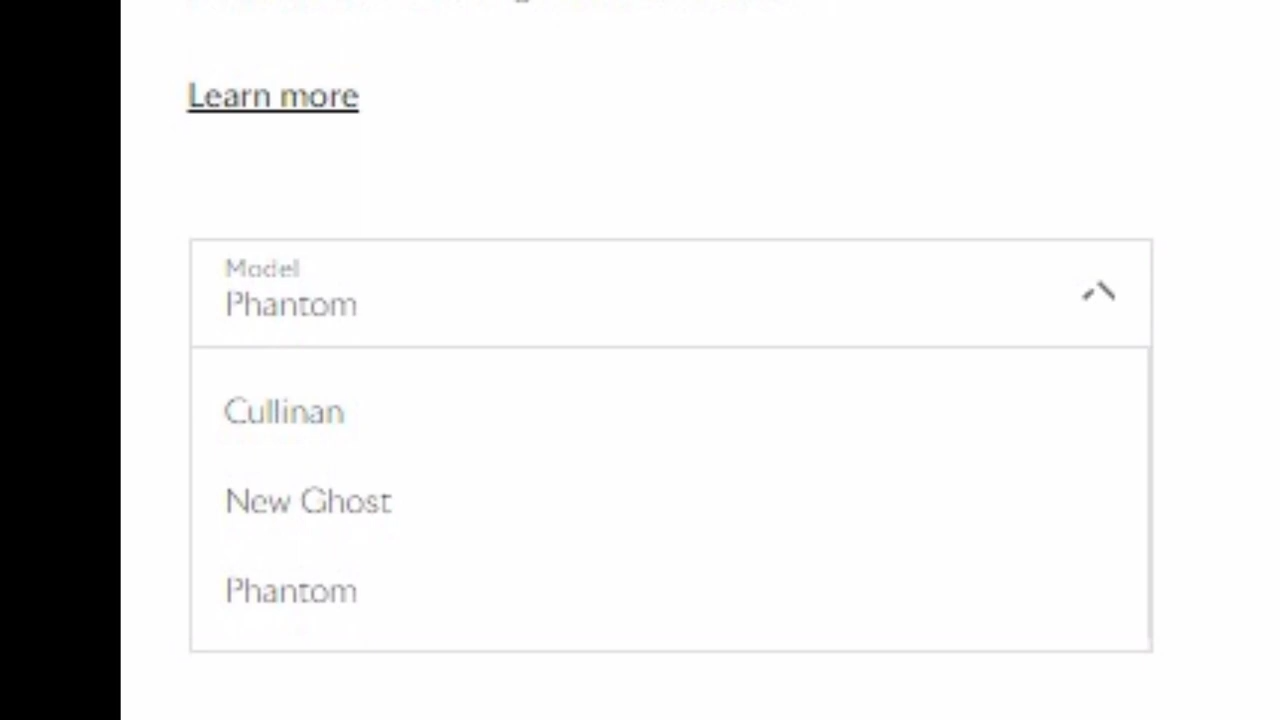 Learn more
Model
Phantom
Cullinan
New Ghost
Phantom